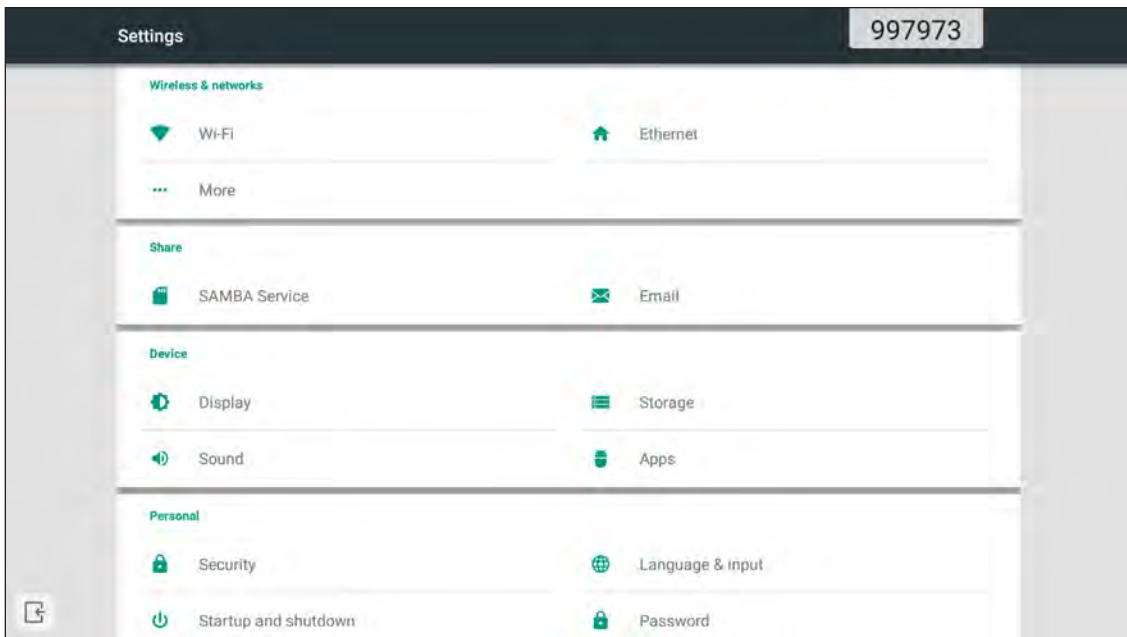 Settings
997973
Wireless & networks
Wi-Fi
Ethernet
More
Share
SAMBA Service
Email
Device
Display
Storage
Sound
Apps
Personal
Security
Language & input
Startup and shutdown
Password